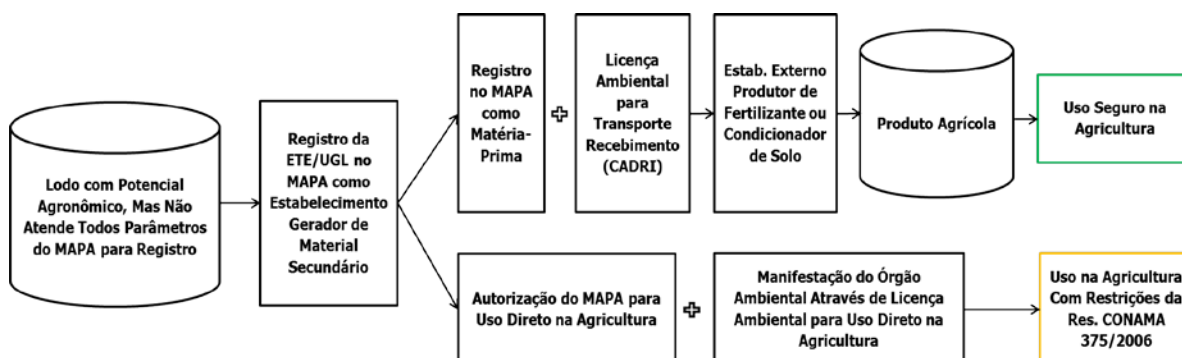 Lodo com Potencial
Agronômico, Mas Não
Atende Todos Parâmetros
do MAPA para Registro
Registro da
ETE/UGL no
MAPA como
Estabelecimento
Gerador de
Material
Secundário
Registro
no MAPA
como
Matéria-
Prima
Licença
Ambiental
para
Transporte
Recebimento
(CADRI)
Estab. Externo
Produtor de
Fertilizante ou
Condicionador
de Solo
Produto Agrícola
Uso Seguro na
Agricultura
Autorização do MAPA para
Uso Direto na Agricultura
Manifestação do Órgão
Ambiental Através de Licença
Ambiental para Uso Direto na
Agricultura
Uso na Agricultura
Com Restrições da
Res. CONAMA
375/2006